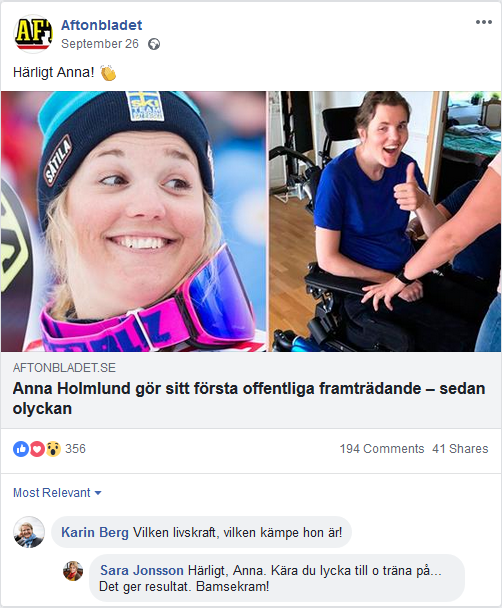 AF
Aftonbladet
September 26
Härligt Anna! 👏
SKI
TEAM
SÄTILA
AFTONBLADET.SE
Anna Holmlund gör sitt första offentliga framträdande – sedan
olyckan
356
194 Comments 41 Shares
Most Relevant
Karin Berg Vilken livskraft, vilken kämpe hon är!
Sara Jonsson Härligt, Anna. Kära du lycka till o träna på...
Det ger resultat. Bamsekram!